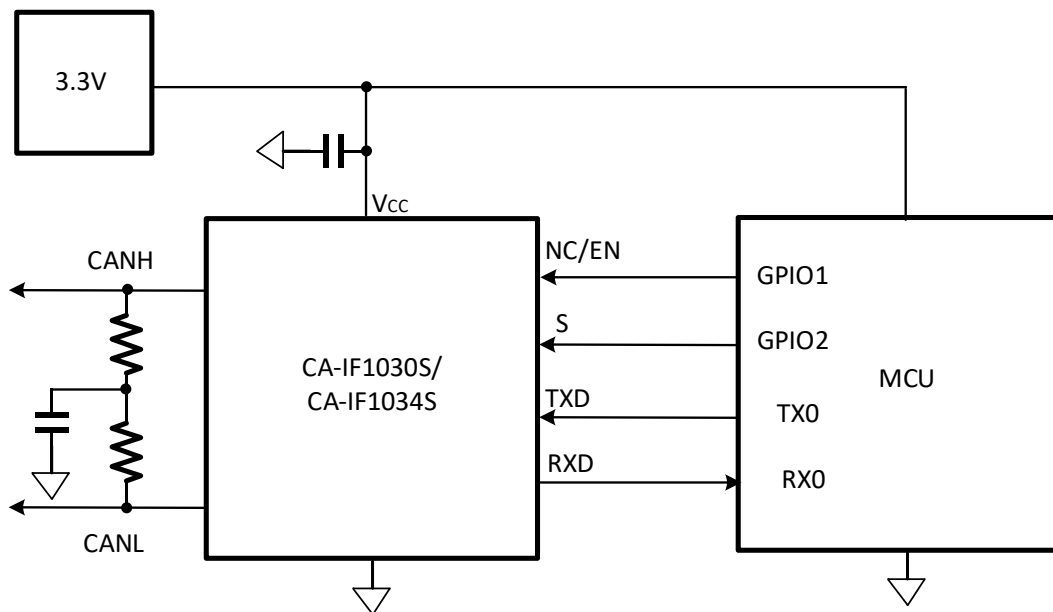 3.3V
VCC
CANH
NC/EN
GPIO1
S
GPIO2
CA-IF1030S/
CA-IF1034S
MCU
TXD
TX0
RXD
RX0
CANL